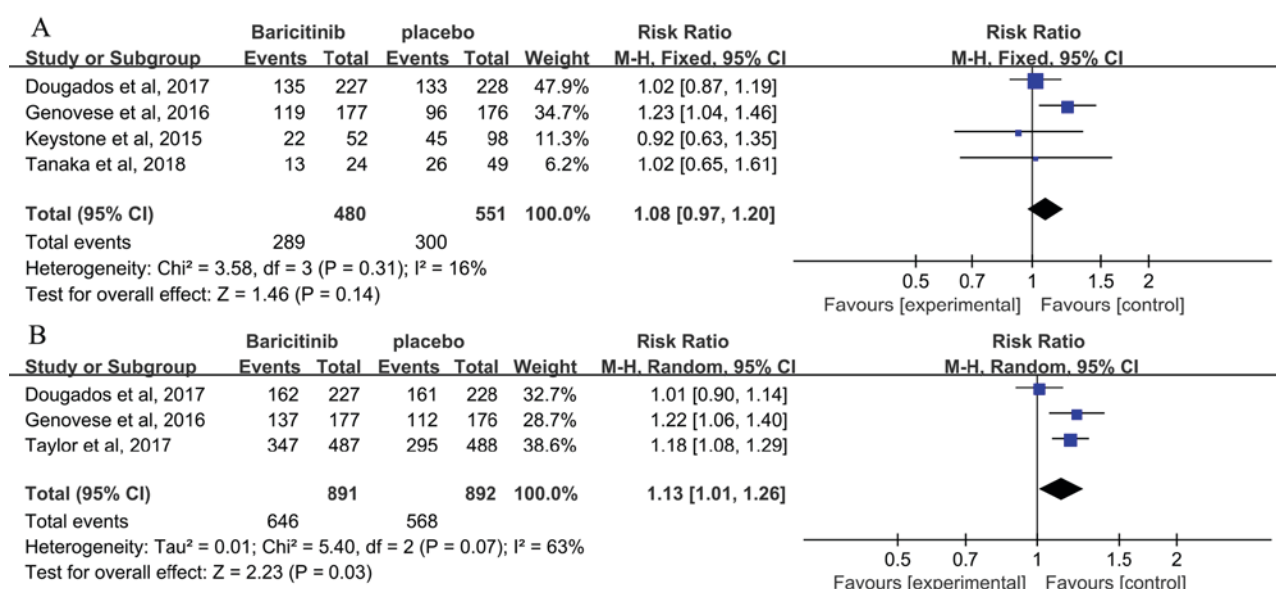 A
Baricitinib placebo Risk Ratio Risk Ratio
Study or Subgroup Events Total Events Total Weight M-H, Fixed, 95% CI M-H, Fixed, 95% CI
Dougados et al, 2017 135 227 133 228 47.9% 1.02 [0.87, 1.19]
Genovese et al, 2016 119 177 96 176 34.7% 1.23 [1.04, 1.46]
Keystone et al, 2015 22 52 45 98 11.3% 0.92 [0.63, 1.35]
Tanaka et al, 2018 13 24 26 49 6.2% 1.02 [0.65, 1.61]
Total (95% CI) 480 551 100.0% 1.08 [0.97, 1.20]
Total events 289 300
Heterogeneity: Chi² = 3.58, df = 3 (P = 0.31); I² = 16%
Test for overall effect: Z = 1.46 (P = 0.14)
0.5 0.7 1 1.5 2
Favours [experimental] Favours [control]
B
Baricitinib placebo Risk Ratio Risk Ratio
Study or Subgroup Events Total Events Total Weight M-H, Random, 95% CI M-H, Random, 95% CI
Dougados et al, 2017 162 227 161 228 32.7% 1.01 [0.90, 1.14]
Genovese et al, 2016 137 177 112 176 28.7% 1.22 [1.06, 1.40]
Taylor et al, 2017 347 487 295 488 38.6% 1.18 [1.08, 1.29]
Total (95% CI) 891 892 100.0% 1.13 [1.01, 1.26]
Total events 646 568
Heterogeneity: Tau² = 0.01; Chi² = 5.40, df = 2 (P = 0.07); I² = 63%
Test for overall effect: Z = 2.23 (P = 0.03)
0.5 0.7 1 1.5 2
Favours [experimental] Favours [control]